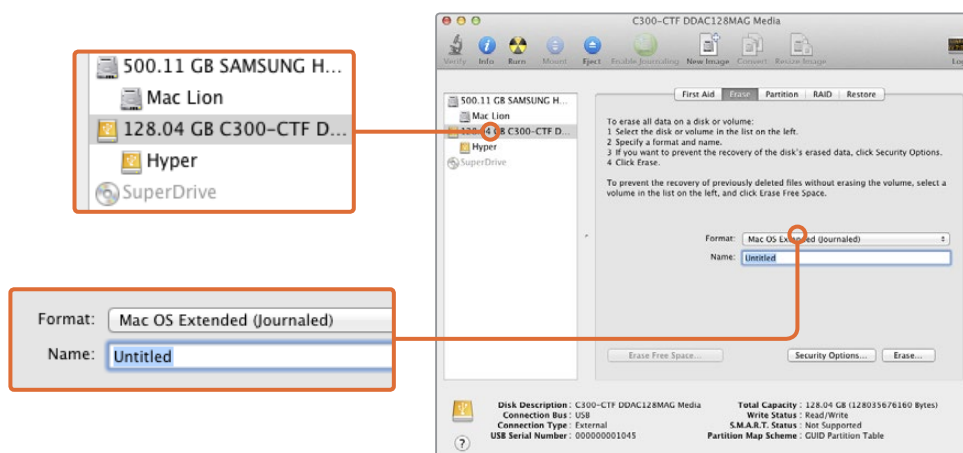 500.11 GB SAMSUNG H...
Mac Lion
128.04 GB C300-CTF D...
Hyper
SuperDrive
Format: Mac OS Extended (Journaled)
Name: Untitled
C300-CTF DDAC128MAG Media
Verify Info Burn Mount Eject Enable Journaling New Image Convert Resize Image
500.11 GB SAMSUNG H...
Mac Lion
128.04 GB C300-CTF D...
Hyper
SuperDrive
First Aid Erase Partition RAID Restore
To erase all data on a disk or volume:
1 Select the disk or volume in the list on the left.
2 Specify a format and name.
3 If you want to prevent the recovery of the disk's erased data, click Security Options.
4 Click Erase.
To prevent the recovery of previously deleted files without erasing the volume, select a
volume in the list on the left, and click Erase Free Space.
Format: Mac OS Extended (Journaled)
Name: Untitled
Erase Free Space... Security Options... Erase...
Disk Description : C300-CTF DDAC128MAG Media Total Capacity : 128.04 GB (128035676160 Bytes)
Connection Bus : USB Write Status : Read/Write
Connection Type : External S.M.A.R.T. Status : Not Supported
USB Serial Number : 000000001045 Partition Map Scheme : GUID Partition Table
?